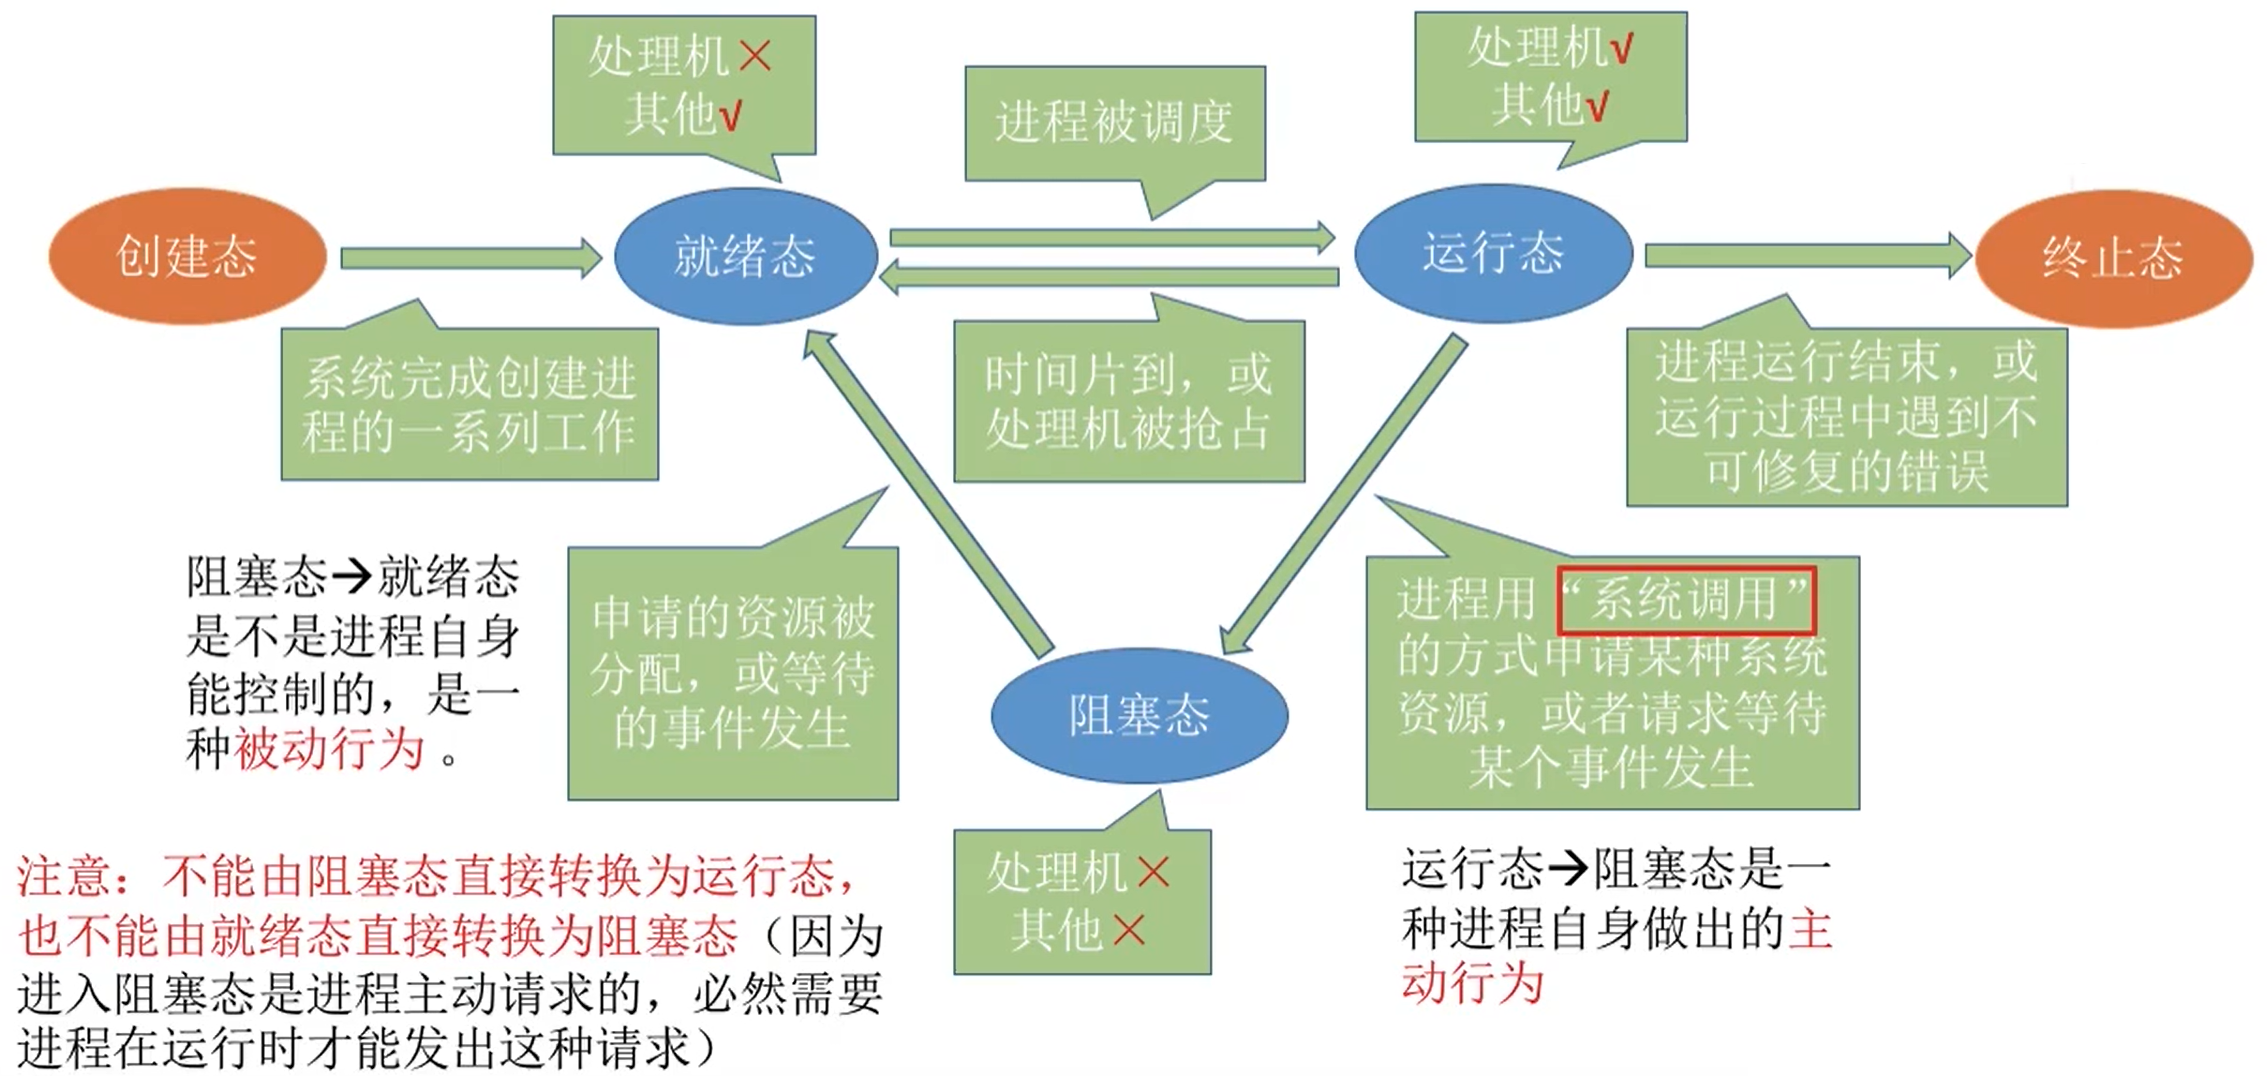 处理机×
其他√
进程被调度
处理机√
其他√
创建态
就绪态
运行态
终止态
系统完成创建进
程的一系列工作
时间片到，或
处理机被抢占
进程运行结束，或
运行过程中遇到不
可修复的错误
阻塞态→就绪态
是不是进程自身
能控制的，是一
种被动行为。
申请的资源被
分配，或等待
的事件发生
进程用“系统调用”
的方式申请某种系统
资源，或者请求等待
某个事件发生
阻塞态
处理机×
其他×
运行态→阻塞态是一
种进程自身做出的主
动行为
注意：不能由阻塞态直接转换为运行态，
也不能由就绪态直接转换为阻塞态（因为
进入阻塞态是进程主动请求的，必然需要
进程在运行时才能发出这种请求）